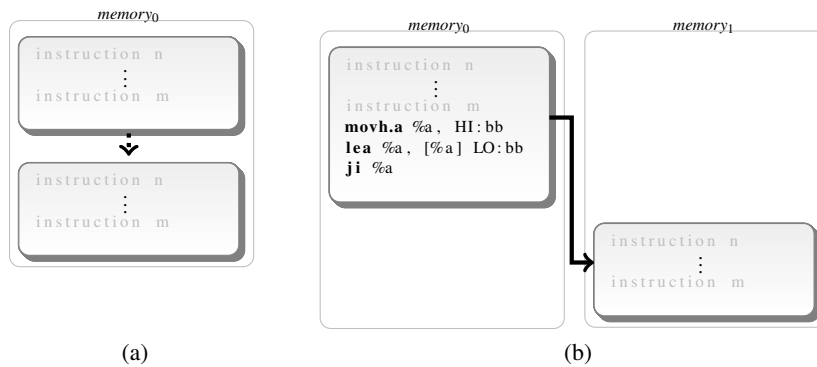 memory0
instruction n
⋮
instruction m
instruction n
⋮
instruction m
(a)
memory0
instruction n
⋮
instruction m
movh.a %a, HI:bb
lea %a, [%a] LO:bb
ji %a
memory1
instruction n
⋮
instruction m
(b)